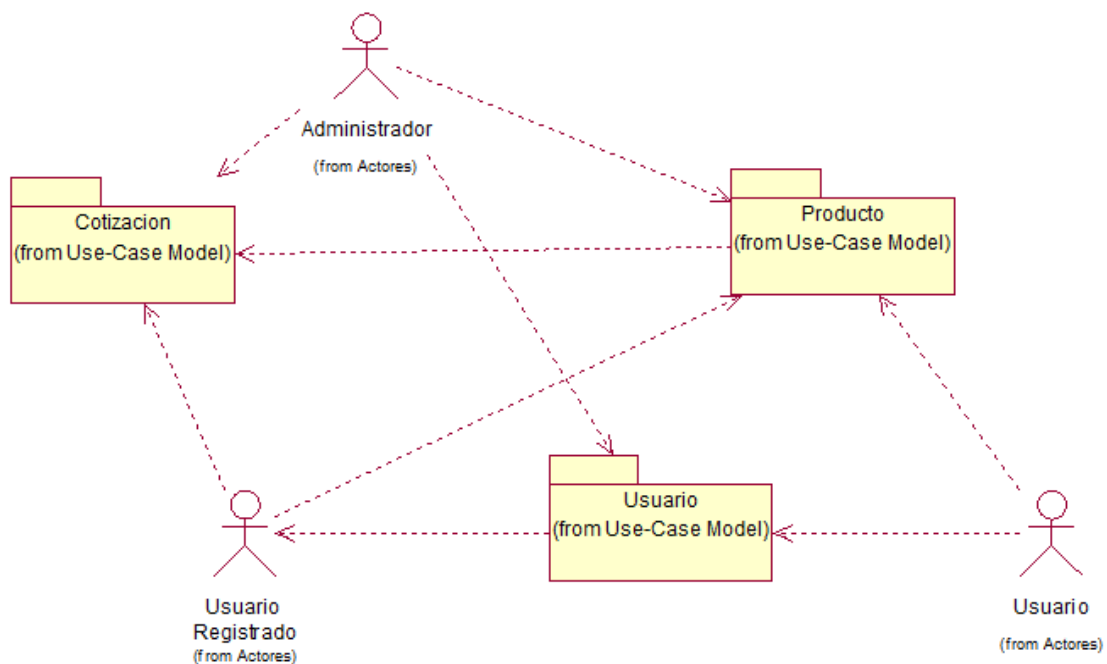 Administrador
(from Actores)
Cotizacion
(from Use-Case Model)
Producto
(from Use-Case Model)
Usuario
(from Use-Case Model)
Usuario
Registrado
(from Actores)
Usuario
(from Actores)